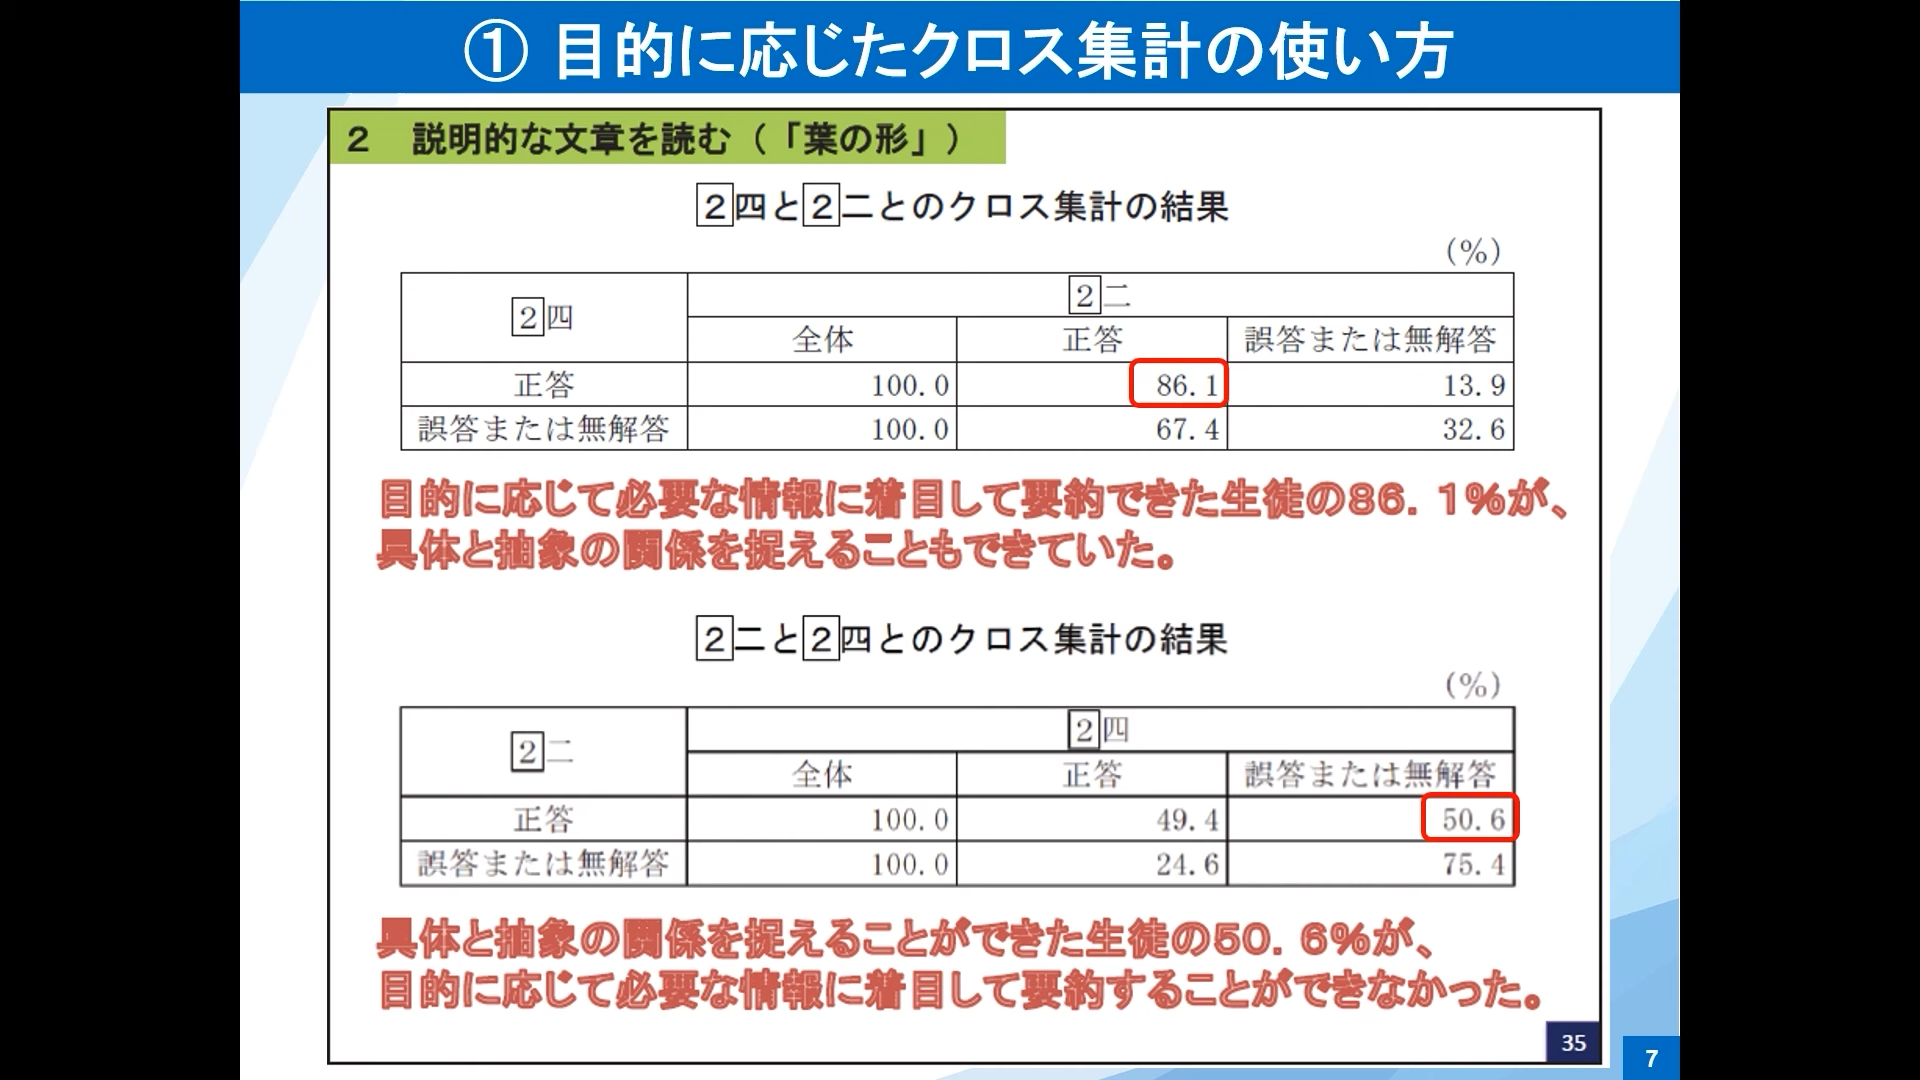 ① 目的に応じたクロス集計の使い方
2 説明的な文章を読む（「葉の形」）
2四と2二とのクロス集計の結果
(%)
2四 2二
全体 正答 誤答または無解答
正答 100.0 86.1 13.9
誤答または無解答 100.0 67.4 32.6
目的に応じて必要な情報に着目して要約できた生徒の86．1％が、
具体と抽象の関係を捉えることもできていた。
2二と2四とのクロス集計の結果
(%)
2二 2四
全体 正答 誤答または無解答
正答 100.0 49.4 50.6
誤答または無解答 100.0 24.6 75.4
具体と抽象の関係を捉えることができた生徒の50．6％が、
目的に応じて必要な情報に着目して要約することができなかった。
35
7